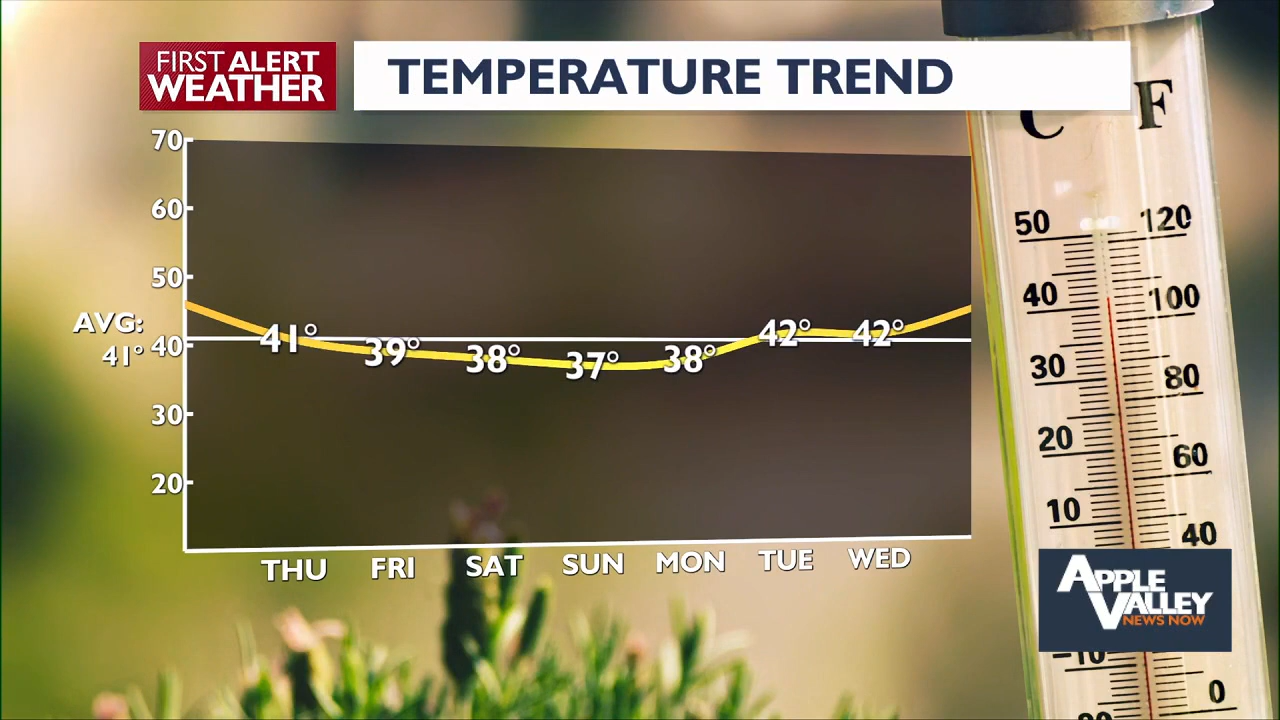 FIRST ALERT
WEATHER
TEMPERATURE TREND
C F
70
60
50
AVG:
41°
40
30
20
41°
39°
38°
37°
38°
42°
42°
THU FRI SAT SUN MON TUE WED
50 120
40 100
30 80
20 60
10 40
APPLE
VALLEY
NEWS NOW
-10
0